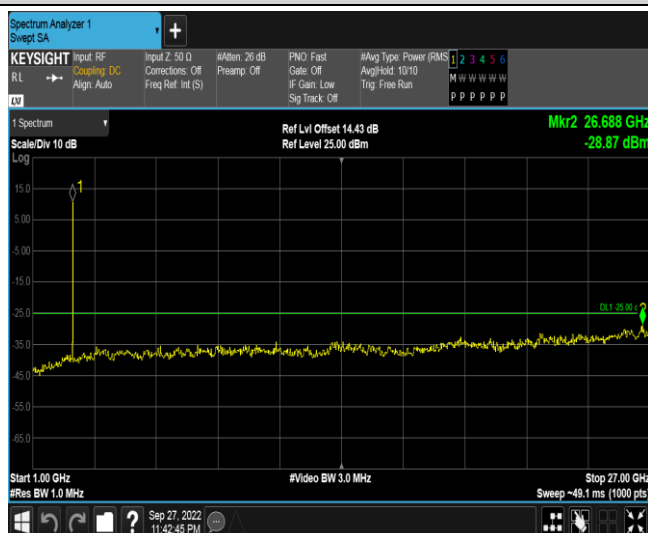 Spectrum Analyzer 1
Swept SA
+
KEYSIGHT
RL
Input: RF
Coupling: DC
Align: Auto
Input Z: 50 Ω
Corrections: Off
Freq Ref: Int (S)
#Atten: 26 dB
Preamp: Off
PNO: Fast
Gate: Off
IF Gain: Low
Sig Track: Off
#Avg Type: Power (RMS
Avg|Hold: 10/10
Trig: Free Run
1 2 3 4 5 6
M W W W W W
P P P P P P
LXI
1 Spectrum
Scale/Div 10 dB
Ref Lvl Offset 14.43 dB
Ref Level 25.00 dBm
Mkr2 26.688 GHz
-28.87 dBm
Log
1
15.0
5.00
-5.00
-15.0
-25.0
DL1 -25.00
2
-35.0
-45.0
-55.0
-65.0
Start 1.00 GHz
#Video BW 3.0 MHz
Stop 27.00 GHz
#Res BW 1.0 MHz
Sweep ~49.1 ms (1000 pts)
?
Sep 27, 2022
11:42:45 PM